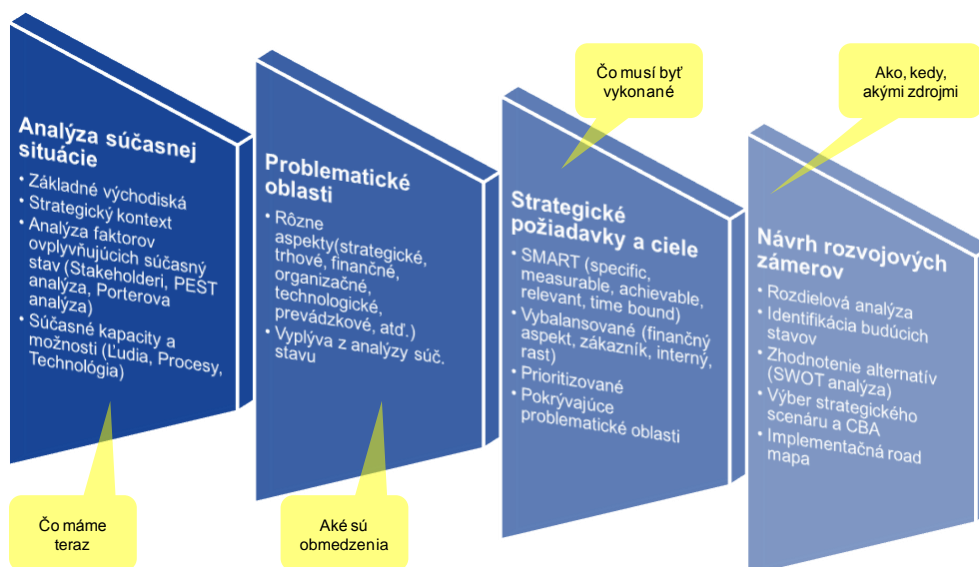 Analýza súčasnej
situácie
• Základné východiská
• Strategický kontext
• Analýza faktorov
ovplyvňujúcich súčasný
stav (Stakeholderi, PEST
analýza, Porterova
analýza)
• Súčasné kapacity a
možnosti (Ľudia, Procesy,
Technológia)
Čo máme
teraz
Problematické
oblasti
• Rôzne
aspekty(strategické,
trhové, finančné,
organizačné,
technologické,
prevádzkové, atď.)
• Vyplýva z analýzy súč.
stavu
Aké sú
obmedzenia
Čo musí byť
vykonané
Strategické
požiadavky a ciele
• SMART (specific,
measurable, achievable,
relevant, time bound)
• Vybalansované (finančný
aspekt, zákazník, interný,
rast)
• Prioritizované
• Pokrývajúce
problematické oblasti
Ako, kedy,
akými zdrojmi
Návrh rozvojových
zámerov
• Rozdielová analýza
• Identifikácia budúcich
stavov
• Zhodnotenie alternatív
(SWOT analýza)
• Výber strategického
scenáru a CBA
• Implementačná road
mapa